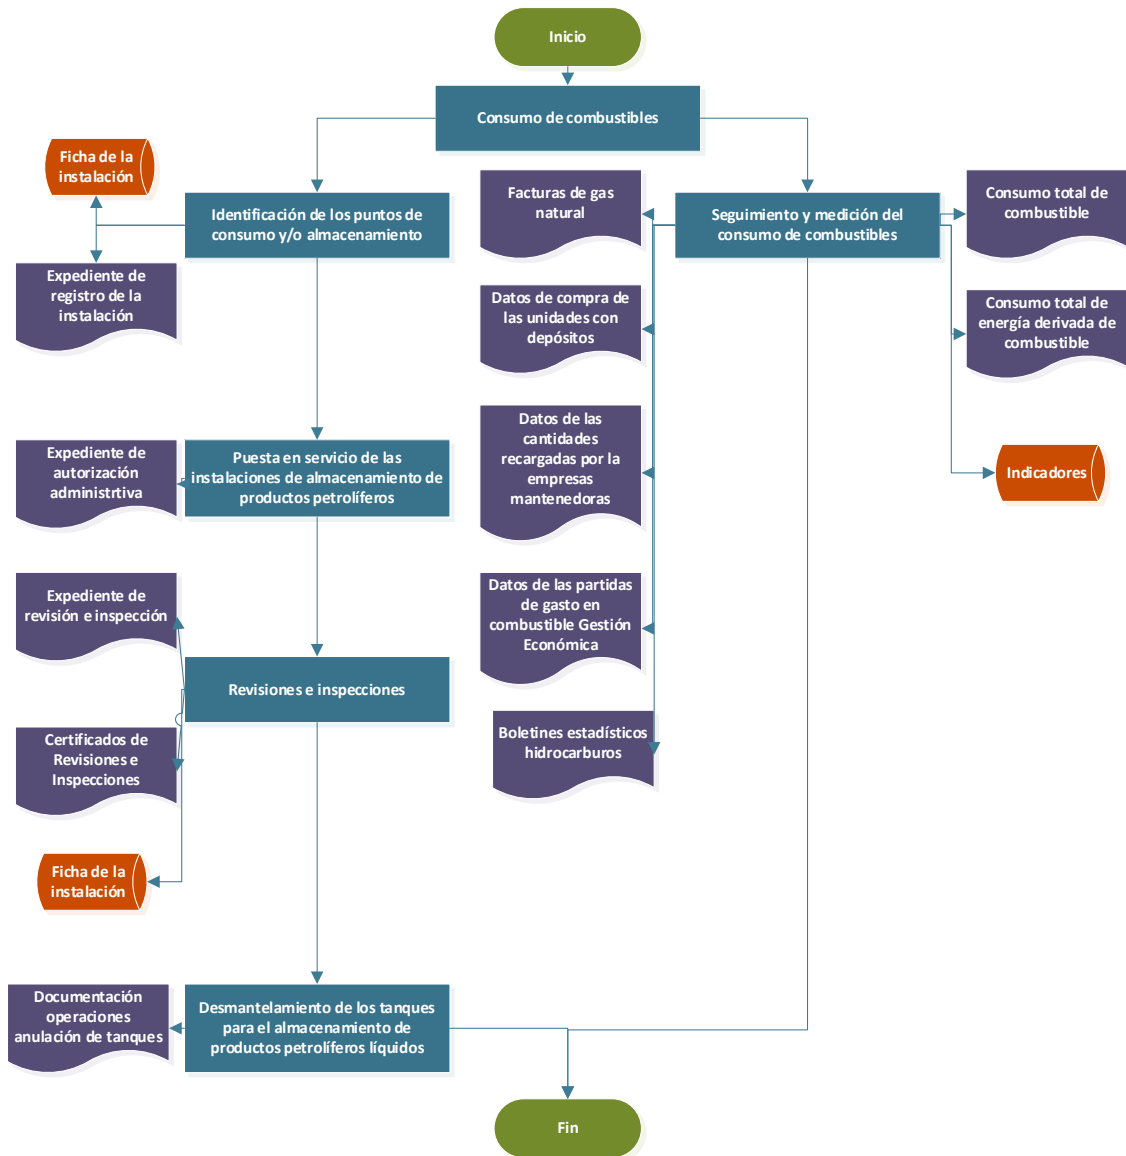 Inicio
Consumo de combustibles
Ficha de la
instalación
Identificación de los puntos de
consumo y/o almacenamiento
Expediente de
registro de la
instalación
Facturas de gas
natural
Seguimiento y medición del
consumo de combustibles
Consumo total de
combustible
Datos de compra de
las unidades con
depósitos
Consumo total de
energía derivada de
combustible
Datos de las
cantidades
recargadas por la
empresas
mantenedoras
Indicadores
Expediente de
autorización
administrtiva
Puesta en servicio de las
instalaciones de almacenamiento de
productos petrolíferos
Expediente de
revisión e inspección
Datos de las partidas
de gasto en
combustible Gestión
Económica
Revisiones e inspecciones
Certificados de
Revisiones e
Inspecciones
Boletines estadísticos
hidrocarburos
Ficha de la
instalación
Documentación
operaciones
anulación de tanques
Desmantelamiento de los tanques
para el almacenamiento de
productos petrolíferos líquidos
Fin